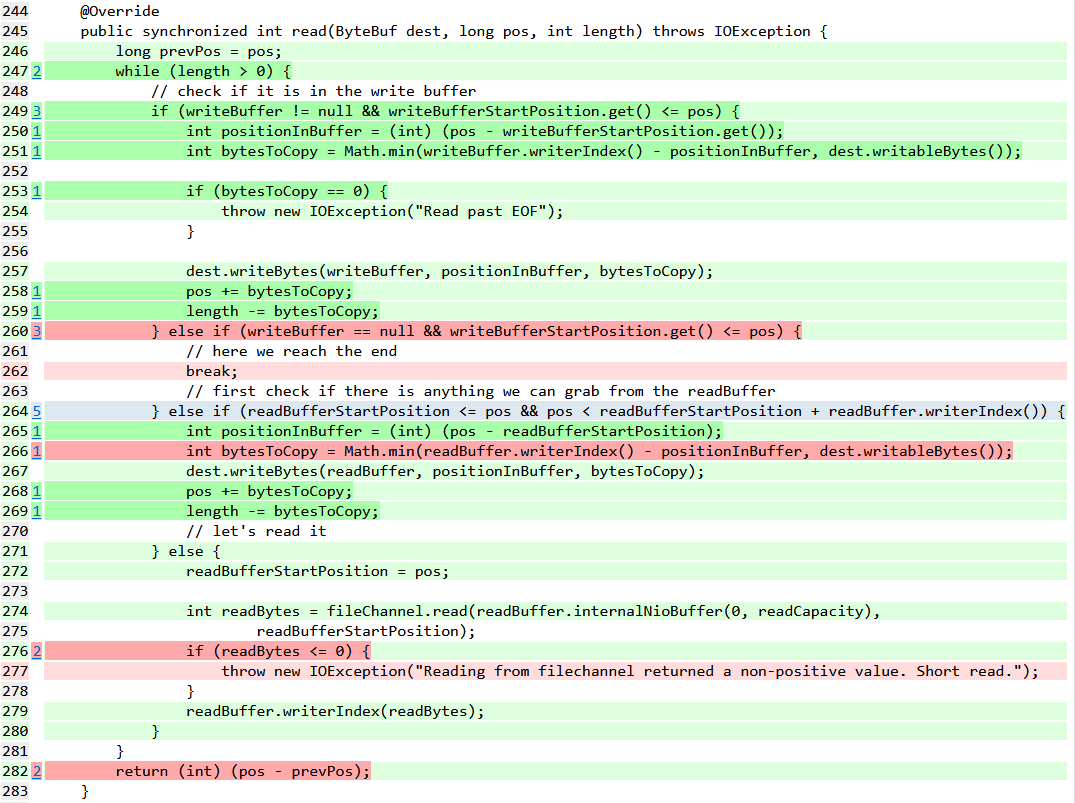 244 @Override
245 public synchronized int read(ByteBuf dest, long pos, int length) throws IOException {
246 long prevPos = pos;
247 2 while (length > 0) {
248 // check if it is in the write buffer
249 3 if (writeBuffer != null && writeBufferStartPosition.get() <= pos) {
250 1 int positionInBuffer = (int) (pos - writeBufferStartPosition.get());
251 1 int bytesToCopy = Math.min(writeBuffer.writerIndex() - positionInBuffer, dest.writableBytes());
252
253 1 if (bytesToCopy == 0) {
254 throw new IOException("Read past EOF");
255 }
256
257 dest.writeBytes(writeBuffer, positionInBuffer, bytesToCopy);
258 1 pos += bytesToCopy;
259 1 length -= bytesToCopy;
260 3 } else if (writeBuffer == null && writeBufferStartPosition.get() <= pos) {
261 // here we reach the end
262 break;
263 // first check if there is anything we can grab from the readBuffer
264 5 } else if (readBufferStartPosition <= pos && pos < readBufferStartPosition + readBuffer.writerIndex()) {
265 1 int positionInBuffer = (int) (pos - readBufferStartPosition);
266 1 int bytesToCopy = Math.min(readBuffer.writerIndex() - positionInBuffer, dest.writableBytes());
267 dest.writeBytes(readBuffer, positionInBuffer, bytesToCopy);
268 1 pos += bytesToCopy;
269 1 length -= bytesToCopy;
270 // let's read it
271 } else {
272 readBufferStartPosition = pos;
273
274 int readBytes = fileChannel.read(readBuffer.internalNioBuffer(0, readCapacity),
275 readBufferStartPosition);
276 2 if (readBytes <= 0) {
277 throw new IOException("Reading from filechannel returned a non-positive value. Short read.");
278 }
279 readBuffer.writerIndex(readBytes);
280 }
281 }
282 2 return (int) (pos - prevPos);
283 }